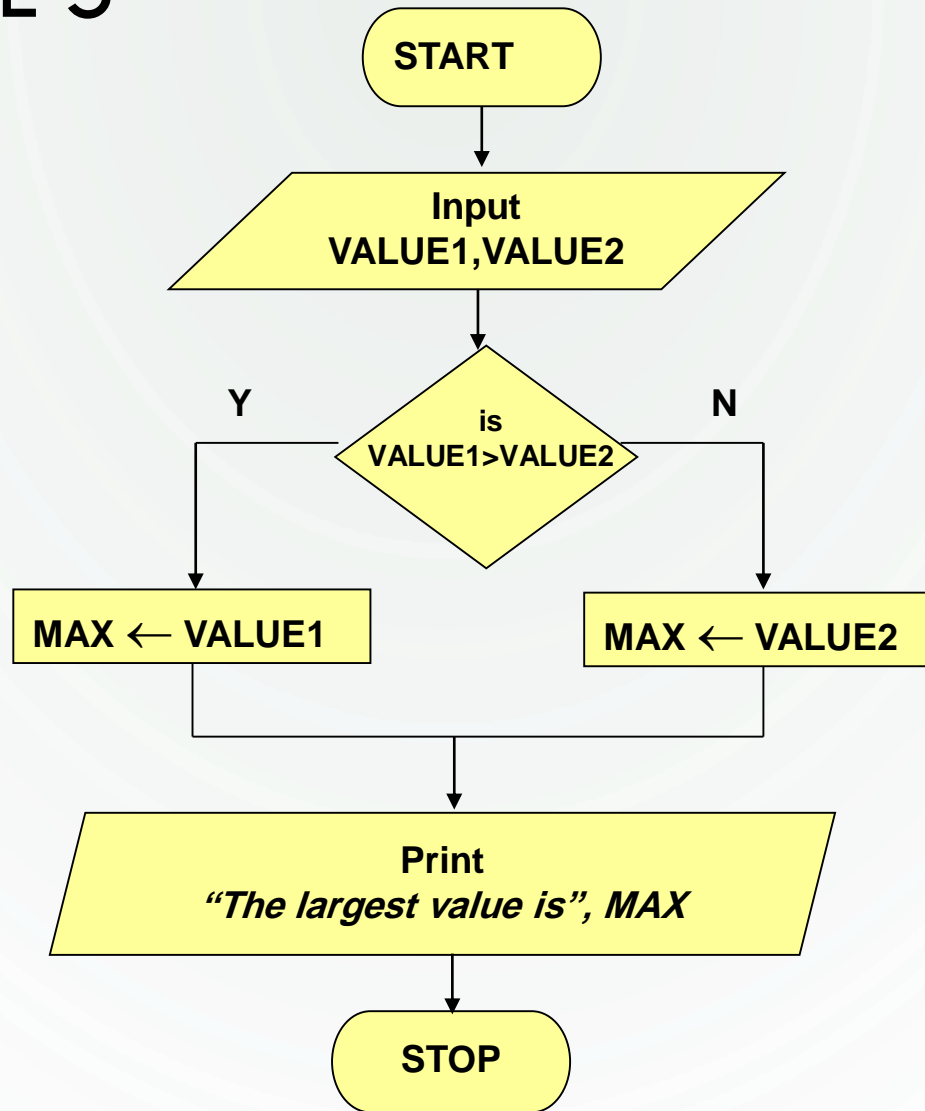 START
Input
VALUE1,VALUE2
Y
N
is
VALUE1>VALUE2
MAX ← VALUE1
MAX ← VALUE2
Print
“The largest value is”, MAX
STOP